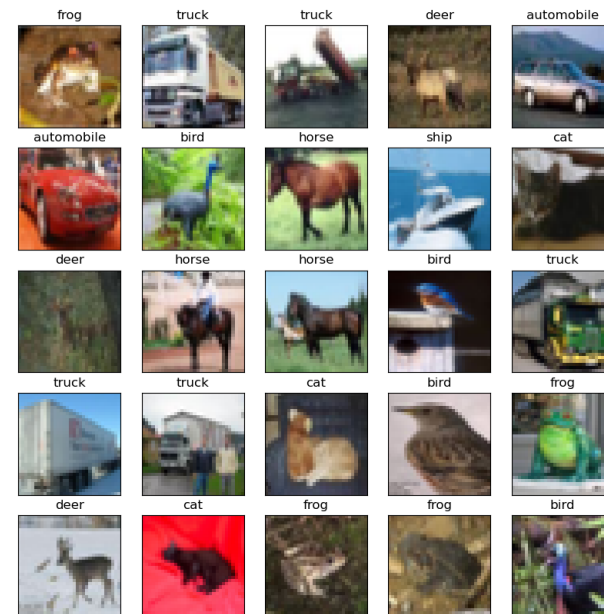 frog truck truck deer automobile
automobile bird horse ship cat
deer horse horse bird truck
truck truck cat bird frog
deer cat frog frog bird